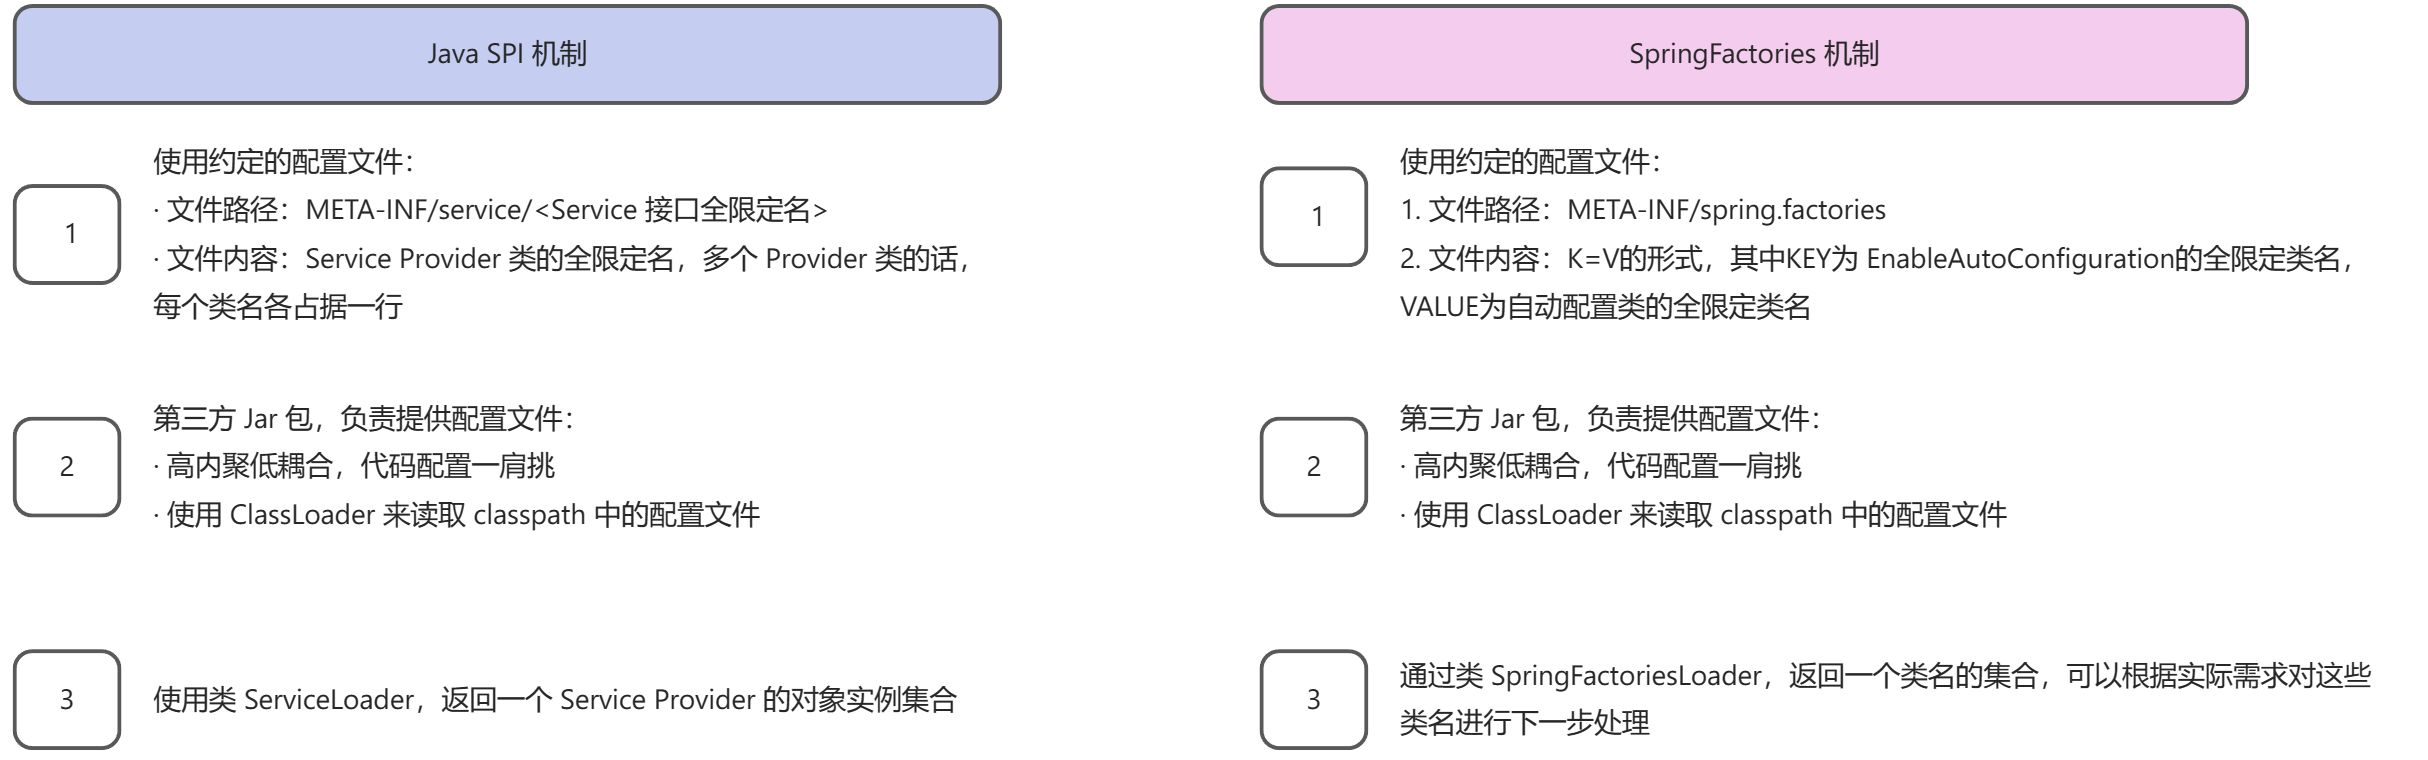 Java SPI 机制
1
使用约定的配置文件：
· 文件路径：META-INF/service/<Service 接口全限定名>
· 文件内容：Service Provider 类的全限定名，多个 Provider 类的话，
每个类名各占据一行
2
第三方 Jar 包，负责提供配置文件：
· 高内聚低耦合，代码配置一肩挑
· 使用 ClassLoader 来读取 classpath 中的配置文件
3
使用类 ServiceLoader，返回一个 Service Provider 的对象实例集合
SpringFactories 机制
1
使用约定的配置文件：
1. 文件路径：META-INF/spring.factories
2. 文件内容：K=V的形式，其中KEY为 EnableAutoConfiguration的全限定类名，
VALUE为自动配置类的全限定类名
2
第三方 Jar 包，负责提供配置文件：
· 高内聚低耦合，代码配置一肩挑
· 使用 ClassLoader 来读取 classpath 中的配置文件
3
通过类 SpringFactoriesLoader，返回一个类名的集合，可以根据实际需求对这些
类名进行下一步处理